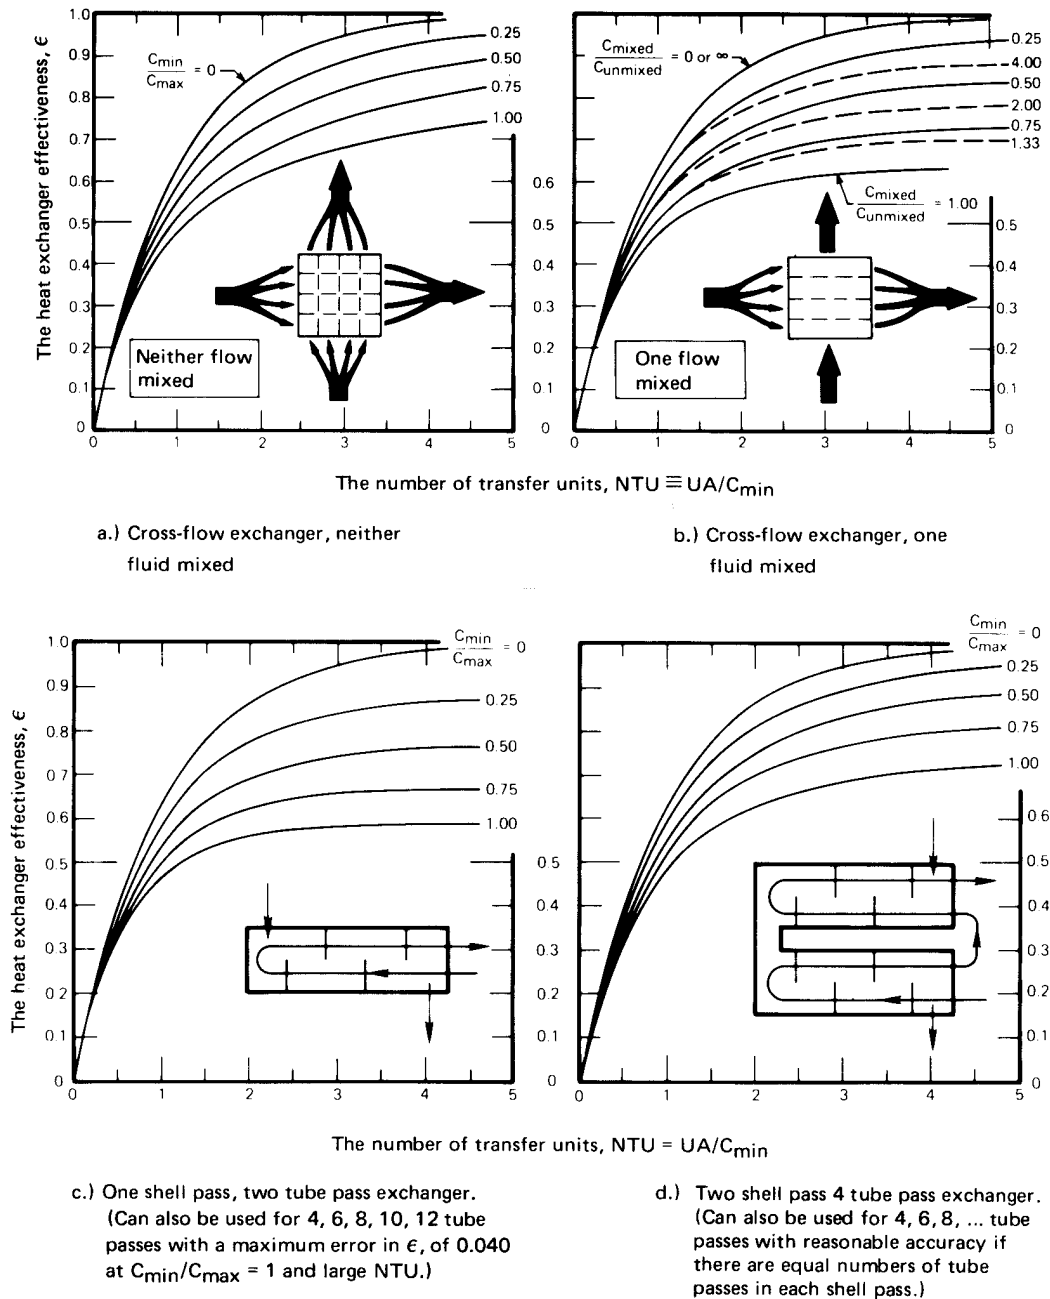 The heat exchanger effectiveness, ϵ
1.0
0.9
0.8
0.7
0.6
0.5
0.4
0.3
0.2
0.1
0
0 1 2 3 4 5
Cmin/Cmax = 0
0.25
0.50
0.75
1.00
Neither flow
mixed
Cmixed/Cunmixed = 0 or ∞
0.25
4.00
0.50
2.00
0.75
1.33
Cmixed/Cunmixed = 1.00
0.6
0.5
0.4
0.3
0.2
0.1
0
0.5
0.4
0.3
0.2
0.1
0
One flow
mixed
0 1 2 3 4 5
The number of transfer units, NTU ≡ UA/Cmin
a.) Cross-flow exchanger, neither
fluid mixed
b.) Cross-flow exchanger, one
fluid mixed
The heat exchanger effectiveness, ϵ
1.0
0.9
0.8
0.7
0.6
0.5
0.4
0.3
0.2
0.1
0
0 1 2 3 4 5
Cmin/Cmax = 0
0.25
0.50
0.75
1.00
0.5
0.4
0.3
0.2
0.1
0
Cmin/Cmax = 0
0.25
0.50
0.75
1.00
0.6
0.5
0.4
0.3
0.2
0.1
0
0 1 2 3 4 5
The number of transfer units, NTU = UA/Cmin
c.) One shell pass, two tube pass exchanger.
(Can also be used for 4, 6, 8, 10, 12 tube
passes with a maximum error in ϵ, of 0.040
at Cmin/Cmax = 1 and large NTU.)
d.) Two shell pass 4 tube pass exchanger.
(Can also be used for 4, 6, 8, ... tube
passes with reasonable accuracy if
there are equal numbers of tube
passes in each shell pass.)